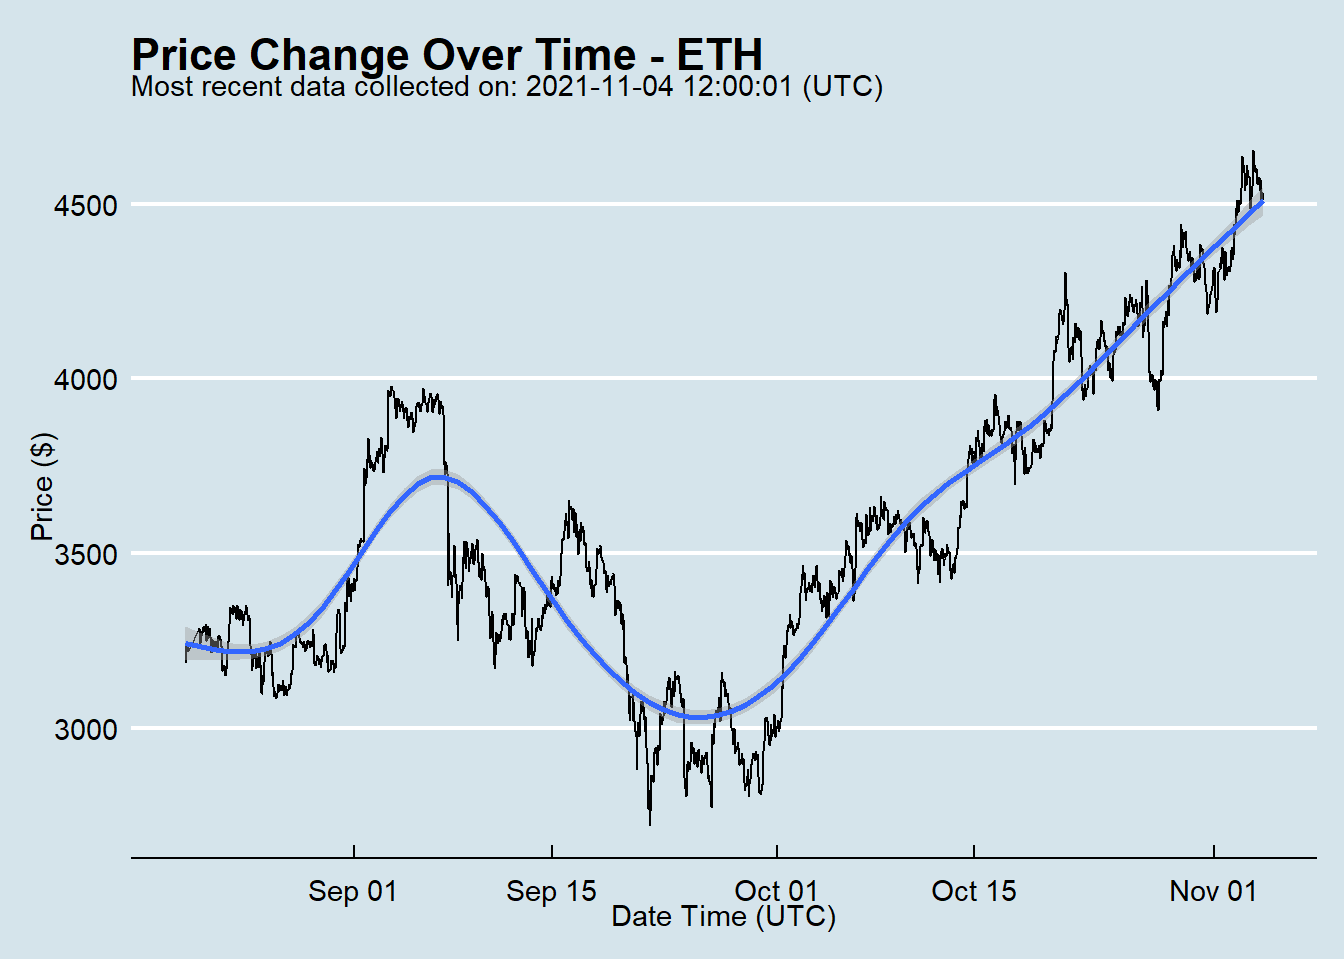 Price Change Over Time - ETH
Most recent data collected on: 2021-11-04 12:00:01 (UTC)
4500
4000
3500
3000
Price ($)
Sep 01
Sep 15
Oct 01
Oct 15
Nov 01
Date Time (UTC)